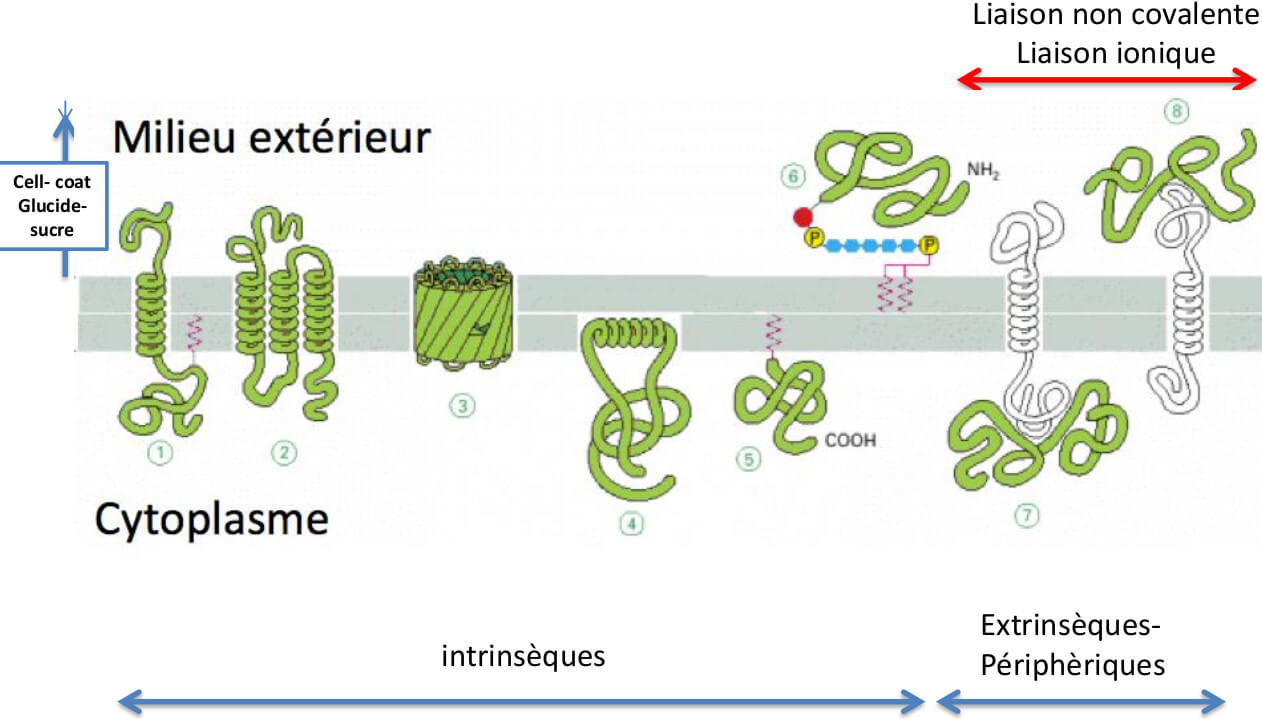 Liaison non covalente
Liaison ionique
8
Milieu extérieur
6
NH2
Cell- coat
Glucide-
sucre
P
P
3
1
2
5
COOH
4
7
Cytoplasme
Extrinsèques-
Périphèriques
intrinsèques